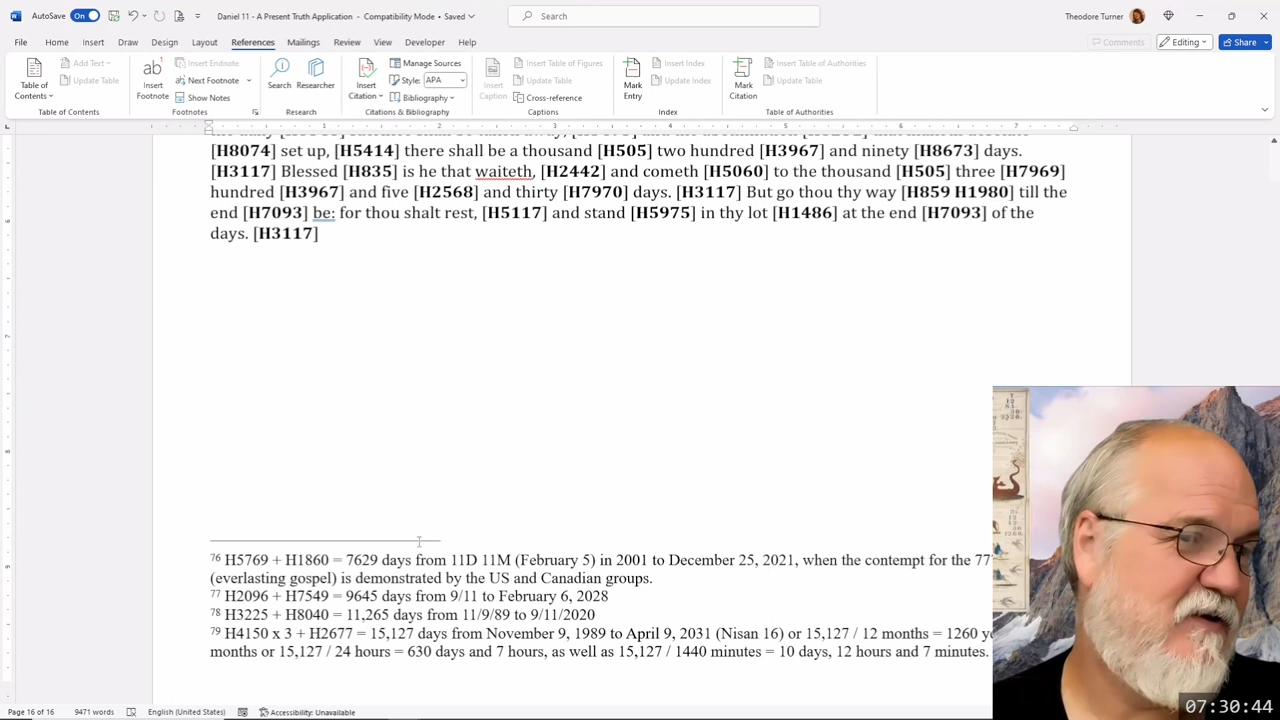 AutoSave On Daniel 11 - A Present Truth Application - Compatibility Mode • Saved Search Theodore Turner
File Home Insert Draw Design Layout References Mailings Review View Developer Help Comments Editing Share
Table of Contents Add Text Update Table Insert Footnote ab Insert Endnote Next Footnote Show Notes Search Researcher Insert Citation Manage Sources Style: APA Bibliography Insert Caption Insert Table of Figures Update Table Cross-reference Mark Entry Insert Index Update Index Mark Citation Insert Table of Authorities Update Table
Table of Contents Footnotes Research Citations & Bibliography Captions Index Table of Authorities
[H8074] set up, [H5414] there shall be a thousand [H505] two hundred [H3967] and ninety [H8673] days.
[H3117] Blessed [H835] is he that waiteth, [H2442] and cometh [H5060] to the thousand [H505] three [H7969]
hundred [H3967] and five [H2568] and thirty [H7970] days. [H3117] But go thou thy way [H859 H1980] till the
end [H7093] be: for thou shalt rest, [H5117] and stand [H5975] in thy lot [H1486] at the end [H7093] of the
days. [H3117]
76 H5769 + H1860 = 7629 days from 11D 11M (February 5) in 2001 to December 25, 2021, when the contempt for the
(everlasting gospel) is demonstrated by the US and Canadian groups.
77 H2096 + H7549 = 9645 days from 9/11 to February 6, 2028
78 H3225 + H8040 = 11,265 days from 11/9/89 to 9/11/2020
79 H4150 x 3 + H2677 = 15,127 days from November 9, 1989 to April 9, 2031 (Nisan 16) or 15,127 / 12 months = 1260
months or 15,127 / 24 hours = 630 days and 7 hours, as well as 15,127 / 1440 minutes = 10 days, 12 hours and 7 minutes.
07:30:44
Page 16 of 16 9471 words English (United States) Accessibility: Unavailable